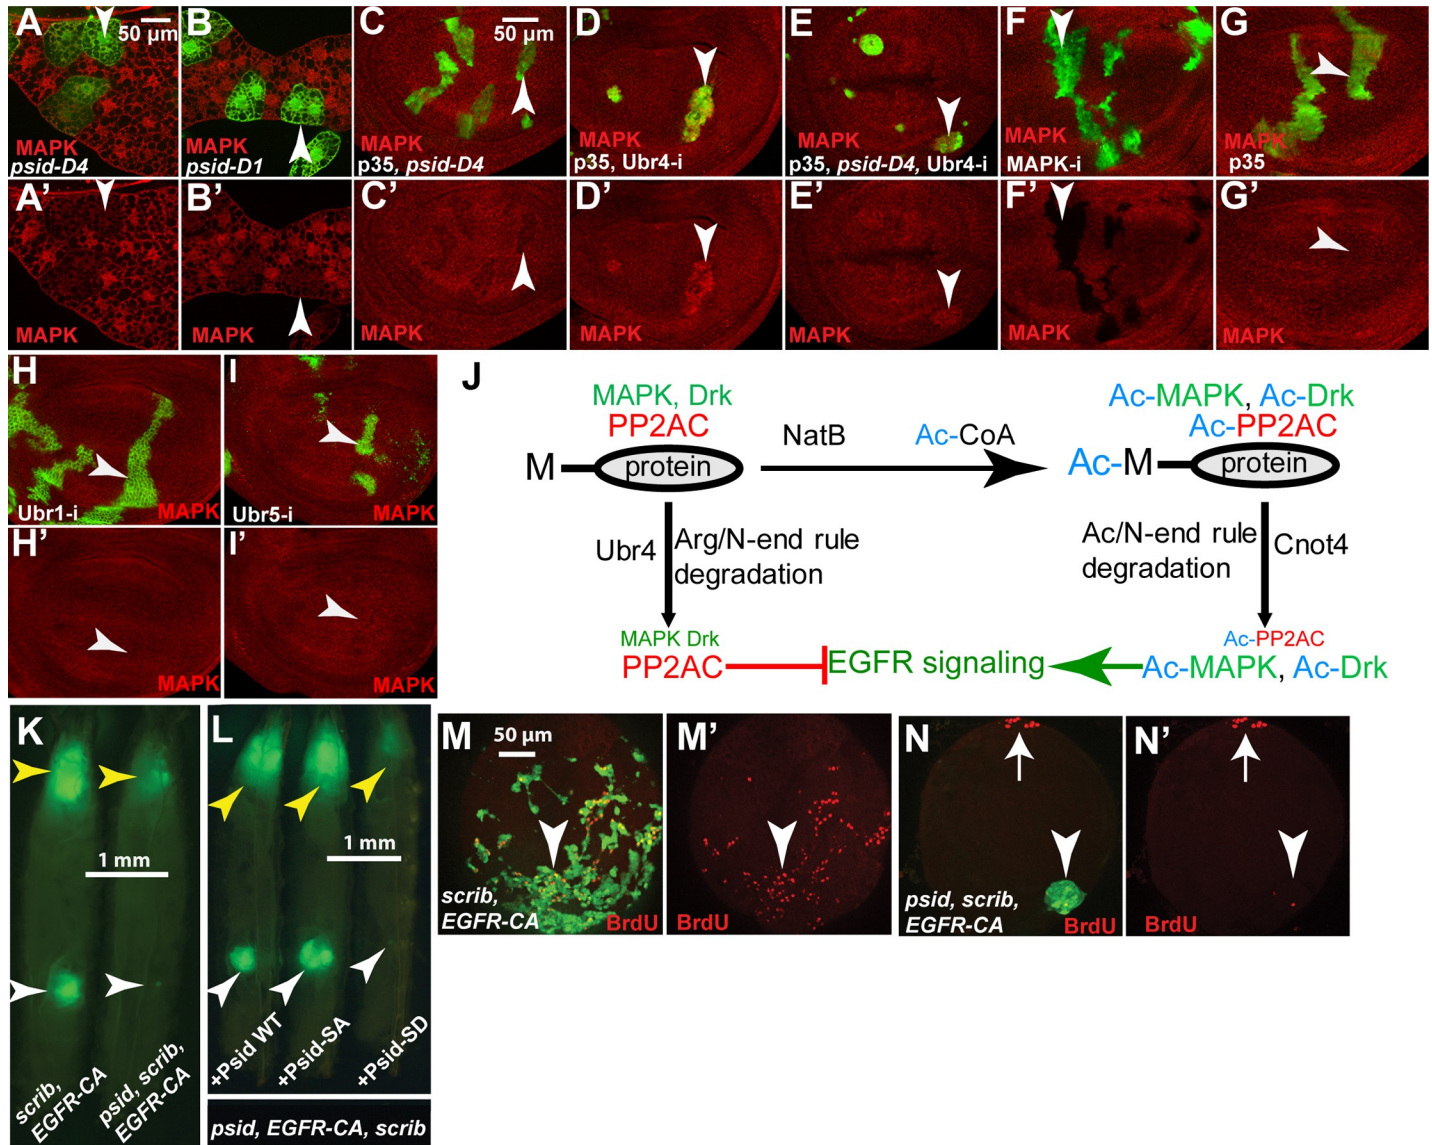 A
50 µm
MAPK
psid-D4
B
MAPK
psid-D1
C
50 µm
MAPK
p35, psid-D4
D
MAPK
p35, Ubr4-i
E
MAPK
p35, psid-D4, Ubr4-i
F
MAPK
MAPK-i
G
MAPK
p35
A’
MAPK
B’
MAPK
C’
MAPK
D’
MAPK
E’
MAPK
F’
MAPK
G’
MAPK
H
Ubr1-i
MAPK
I
Ubr5-i
MAPK
H’
MAPK
I’
MAPK
J
MAPK, Drk
PP2AC
M
protein
NatB
Ac-CoA
Ac-MAPK, Ac-Drk
Ac-PP2AC
Ac-M
protein
Ubr4
Arg/N-end rule
degradation
Ac/N-end rule
degradation
Cnot4
MAPK Drk
PP2AC
EGFR signaling
Ac-PP2AC
Ac-MAPK, Ac-Drk
K
1 mm
scrib,
EGFR-CA
psid, scrib,
EGFR-CA
L
1 mm
+Psid WT
+Psid-SA
+Psid-SD
psid, EGFR-CA, scrib
M
50 µm
scrib,
EGFR-CA
BrdU
M’
BrdU
N
psid, scrib,
EGFR-CA
BrdU
N’
BrdU